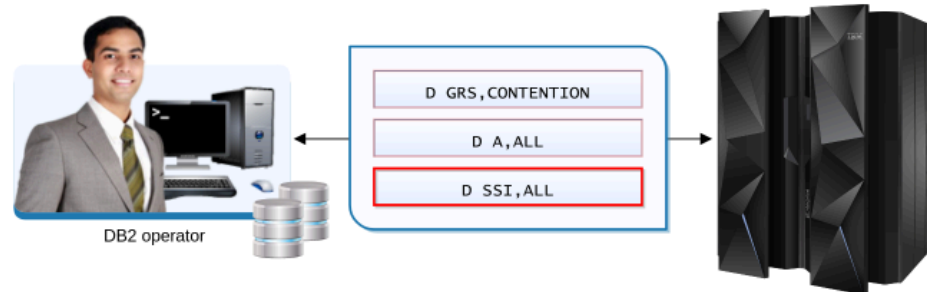 >_
D GRS,CONTENTION
D A,ALL
D SSI,ALL
DB2 operator